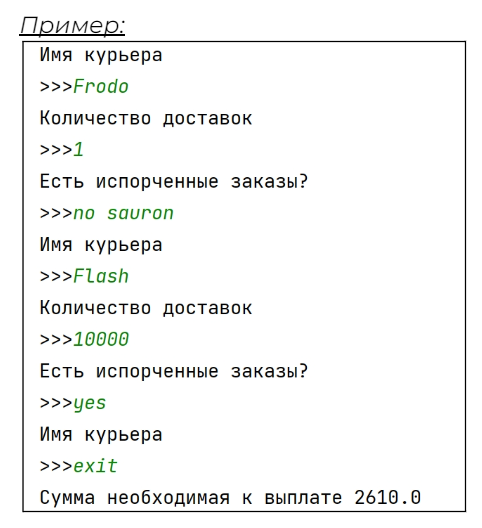 Пример:
Имя курьера
>>>Frodo
Количество доставок
>>>1
Есть испорченные заказы?
>>>no sauron
Имя курьера
>>>Flash
Количество доставок
>>>10000
Есть испорченные заказы?
>>>yes
Имя курьера
>>>exit
Сумма необходимая к выплате 2610.0